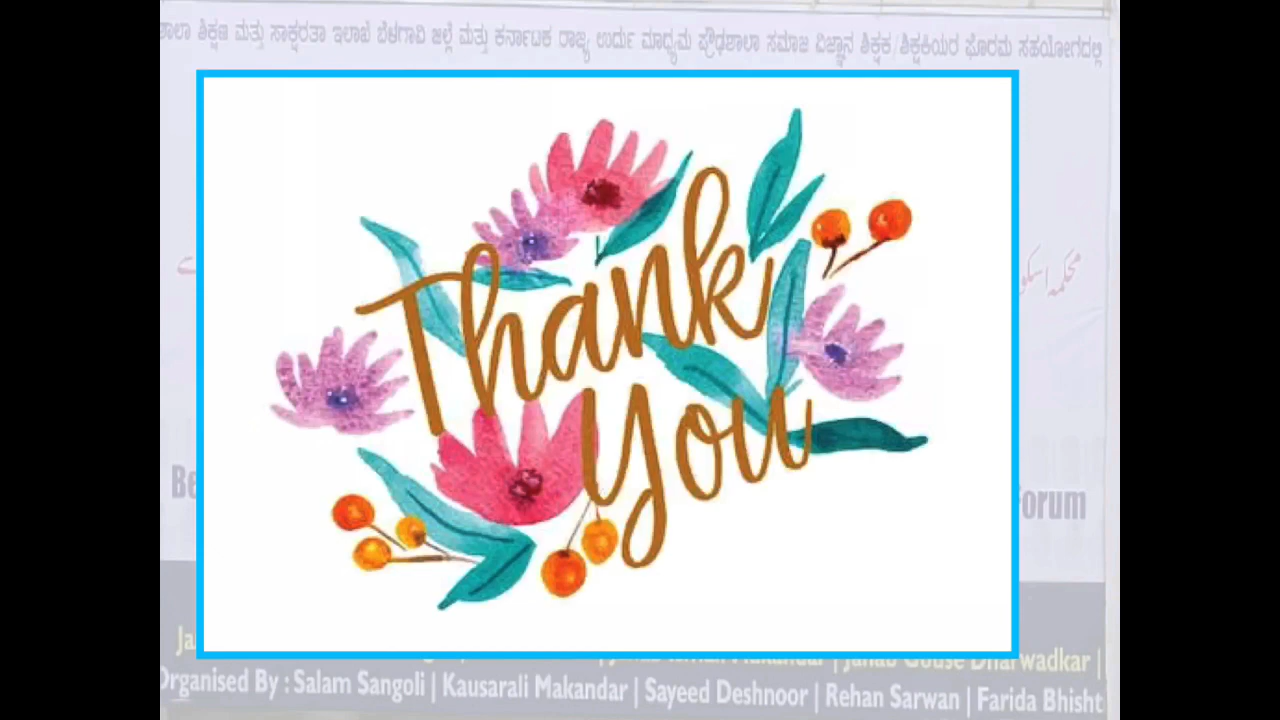 ಶಾಲಾ ಶಿಕ್ಷಣ ಮತ್ತು ಸಾಕ್ಷರತಾ ಇಲಾಖೆ ಬೆಳಗಾವಿ ಜಿಲ್ಲೆ ಮತ್ತು ಕರ್ನಾಟಕ ರಾಜ್ಯ ಉರ್ದು ಮಾಧ್ಯಮ ಪ್ರೌಢಶಾಲಾ ಸಮಾಜ ವಿಜ್ಞಾನ ಶಿಕ್ಷಕ/ಶಿಕ್ಷಕಿಯರ ಫೋರಮ ಸಹಯೋಗದಲ್ಲಿ
Thank
You
Forum
Janab Gouse Dharwadkar |
Organised By : Salam Sangoli | Kausarali Makandar | Sayeed Deshnoor | Rehan Sarwan | Farida Bhisht